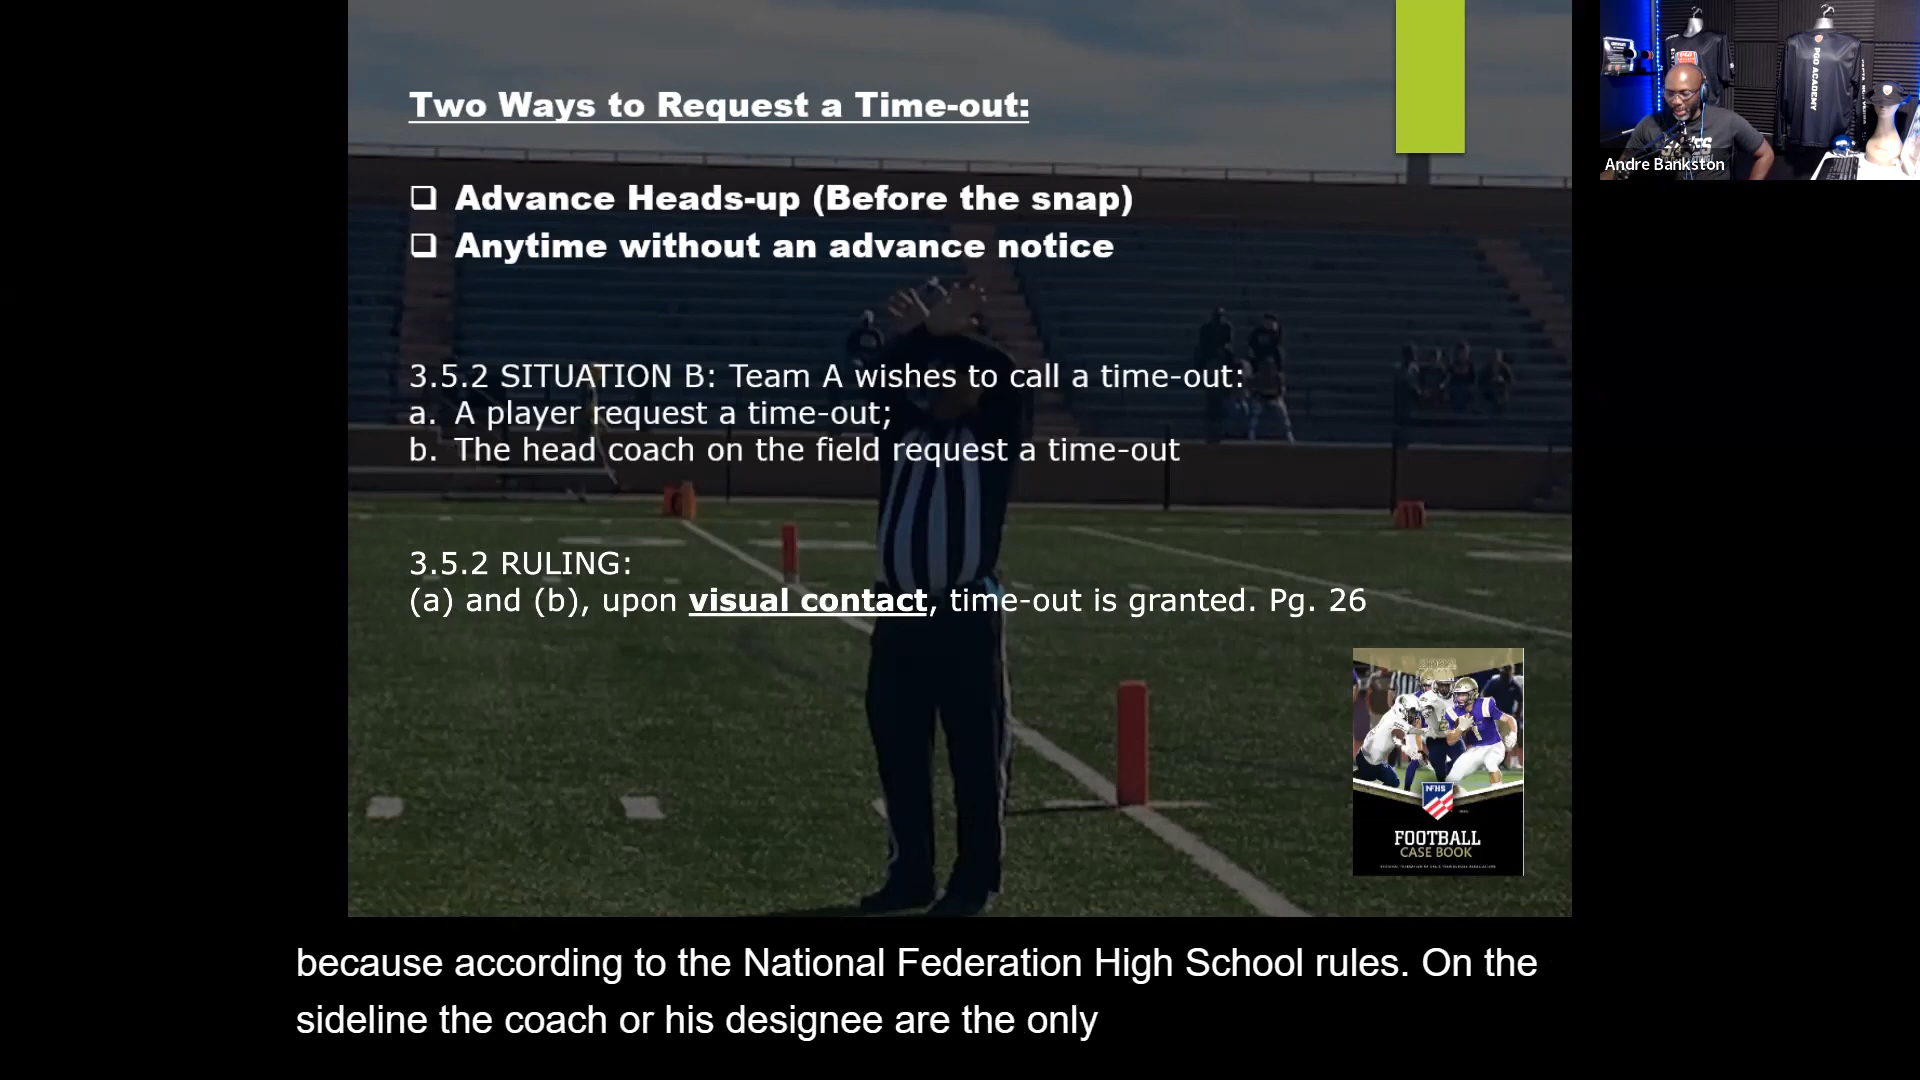 Two Ways to Request a Time-out:
❑ Advance Heads-up (Before the snap)
❑ Anytime without an advance notice
3.5.2 SITUATION B: Team A wishes to call a time-out:
a. A player request a time-out;
b. The head coach on the field request a time-out
3.5.2 RULING:
(a) and (b), upon visual contact, time-out is granted. Pg. 26
NFHS
FOOTBALL
CASE BOOK
PGO ACADEMY
Andre Bankston
because according to the National Federation High School rules. On the
sideline the coach or his designee are the only